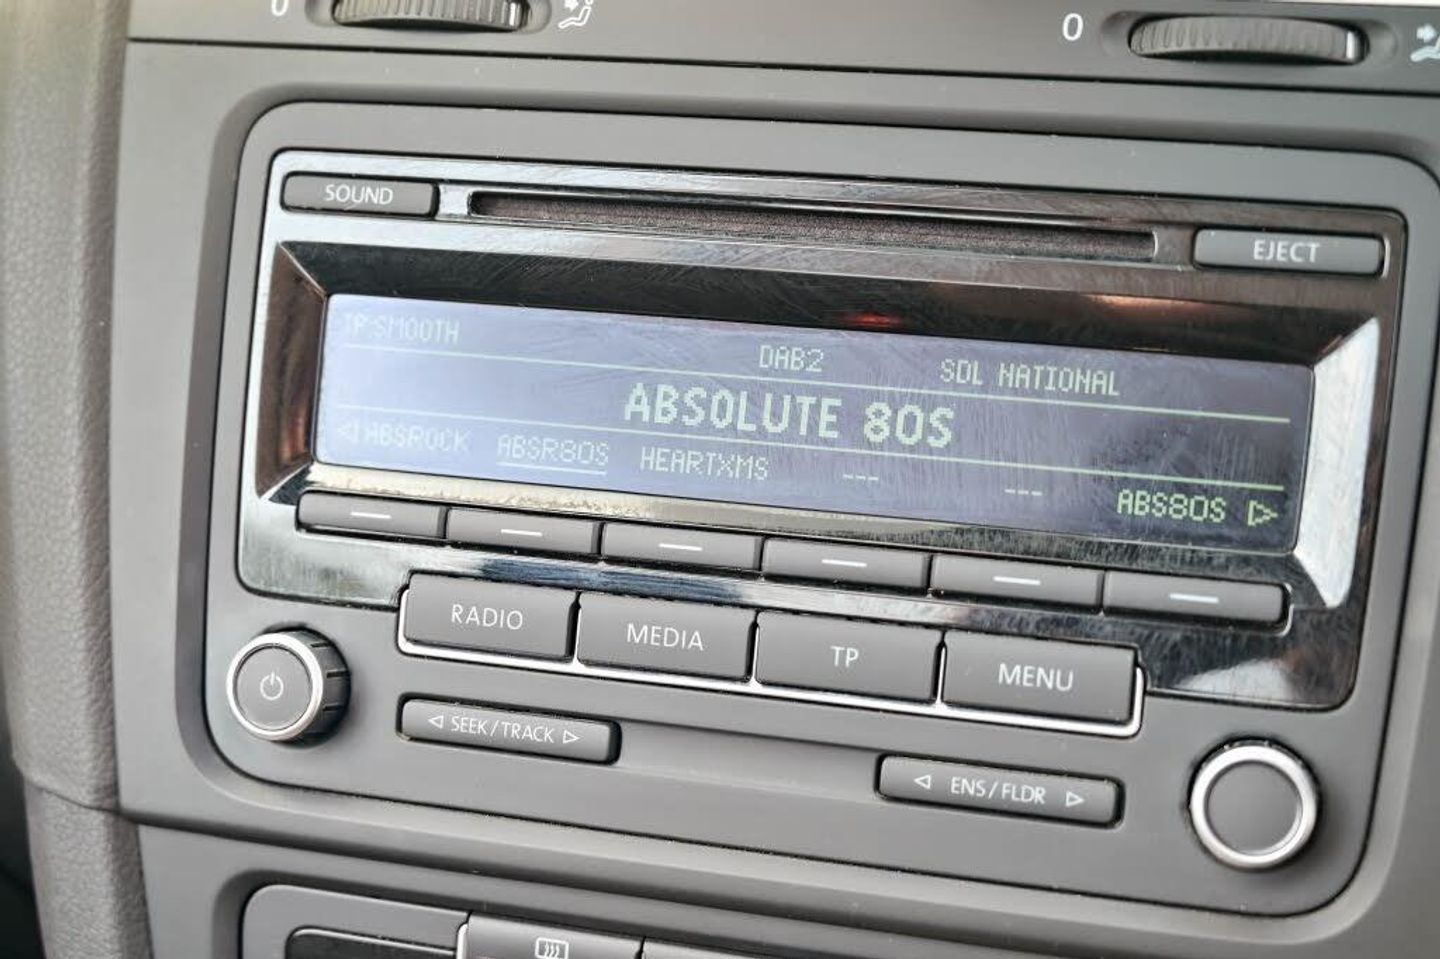 0
0
SOUND
EJECT
TP:SMOOTH
DAB2
SDL NATIONAL
ABSOLUTE 80S
◁ ABSROCK ABSR80S HEARTXMS --- --- ABS80S ▷
RADIO MEDIA TP MENU
◁ SEEK / TRACK ▷
◁ ENS / FLDR ▷